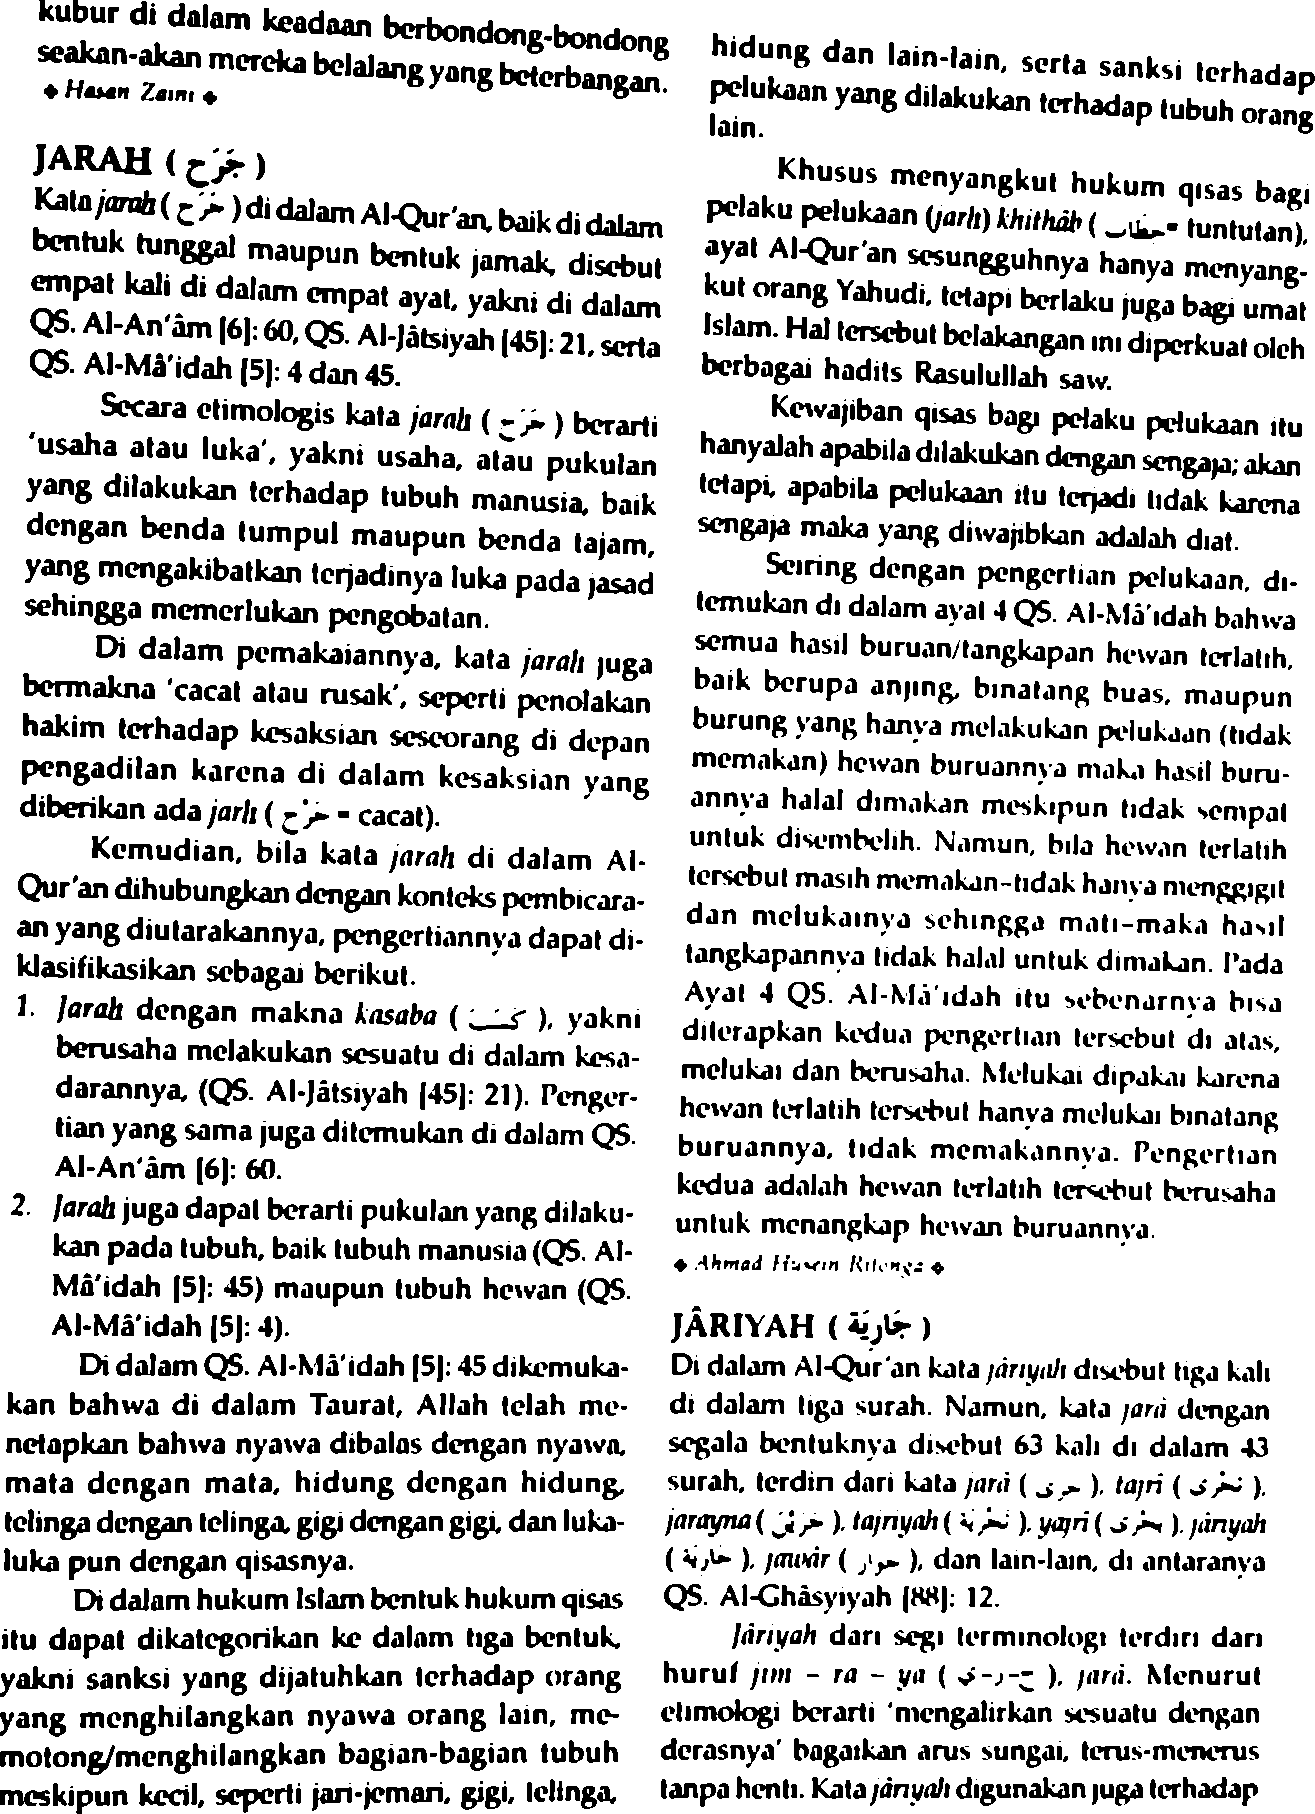 kubur di dalam keadaan berbondong-bondong
seakan-akan mereka belalang yang beterbangan.
◆ Hasan Zaini ◆
JARAH ( جَرَحَ )
Kata jarah ( جَرَحَ ) di dalam Al-Qur'an, baik di dalam
bentuk tunggal maupun bentuk jamak, disebut
empat kali di dalam empat ayat, yakni di dalam
QS. Al-An'âm [6]: 60, QS. Al-Jâtsiyah [45]: 21, serta
QS. Al-Mâ'idah [5]: 4 dan 45.
Secara etimologis kata jarah ( جَرَحَ ) berarti
'usaha atau luka', yakni usaha, atau pukulan
yang dilakukan terhadap tubuh manusia, baik
dengan benda tumpul maupun benda tajam,
yang mengakibatkan terjadinya luka pada jasad
sehingga memerlukan pengobatan.
Di dalam pemakaiannya, kata jarah juga
bermakna 'cacat atau rusak', seperti penolakan
hakim terhadap kesaksian seseorang di depan
pengadilan karena di dalam kesaksian yang
diberikan ada jarh ( جَرْح = cacat).
Kemudian, bila kata jarah di dalam Al-
Qur'an dihubungkan dengan konteks pembicara-
an yang diutarakannya, pengertiannya dapat di-
klasifikasikan sebagai berikut.
1. Jarah dengan makna kasaba ( كَسَبَ ), yakni
berusaha melakukan sesuatu di dalam kesa-
darannya, (QS. Al-Jâtsiyah [45]: 21). Penger-
tian yang sama juga ditemukan di dalam QS.
Al-An'âm [6]: 60.
2. Jarah juga dapat berarti pukulan yang dilaku-
kan pada tubuh, baik tubuh manusia (QS. Al-
Mâ'idah [5]: 45) maupun tubuh hewan (QS.
Al-Mâ'idah [5]: 4).
Di dalam QS. Al-Mâ'idah [5]: 45 dikemuka-
kan bahwa di dalam Taurat, Allah telah me-
netapkan bahwa nyawa dibalas dengan nyawa,
mata dengan mata, hidung dengan hidung,
telinga dengan telinga, gigi dengan gigi, dan luka-
luka pun dengan qisasnya.
Di dalam hukum Islam bentuk hukum qisas
itu dapat dikategorikan ke dalam tiga bentuk,
yakni sanksi yang dijatuhkan terhadap orang
yang menghilangkan nyawa orang lain, me-
motong/menghilangkan bagian-bagian tubuh
meskipun kecil, seperti jari-jemari, gigi, telinga,
hidung dan lain-lain, serta sanksi terhadap
pelukaan yang dilakukan terhadap tubuh orang
lain.
Khusus menyangkut hukum qisas bagi
pelaku pelukaan (jarh) khithâb ( خطاب = tuntutan),
ayat Al-Qur'an sesungguhnya hanya menyang-
kut orang Yahudi, tetapi berlaku juga bagi umat
Islam. Hal tersebut belakangan ini diperkuat oleh
berbagai hadits Rasulullah saw.
Kewajiban qisas bagi pelaku pelukaan itu
hanyalah apabila dilakukan dengan sengaja; akan
tetapi, apabila pelukaan itu terjadi tidak karena
sengaja maka yang diwajibkan adalah diat.
Seiring dengan pengertian pelukaan, di-
temukan di dalam ayat 4 QS. Al-Mâ'idah bahwa
semua hasil buruan/tangkapan hewan terlatih,
baik berupa anjing, binatang buas, maupun
burung yang hanya melakukan pelukaan (tidak
memakan) hewan buruannya maka hasil buru-
annya halal dimakan meskipun tidak sempat
untuk disembelih. Namun, bila hewan terlatih
tersebut masih memakan–tidak hanya menggigit
dan melukainya sehingga mati–maka hasil
tangkapannya tidak halal untuk dimakan. Pada
Ayat 4 QS. Al-Mâ'idah itu sebenarnya bisa
diterapkan kedua pengertian tersebut di atas,
melukai dan berusaha. Melukai dipakai karena
hewan terlatih tersebut hanya melukai binatang
buruannya, tidak memakannya. Pengertian
kedua adalah hewan terlatih tersebut berusaha
untuk menangkap hewan buruannya.
◆ Ahmad Husein Ritonga ◆
JÂRIYAH ( جَارِيَة )
Di dalam Al-Qur'an kata jâriyah disebut tiga kali
di dalam tiga surah. Namun, kata jarâ dengan
segala bentuknya disebut 63 kali di dalam 43
surah, terdiri dari kata jarâ ( جرى ), tajrî ( تَجْرِى ),
jarayna ( جَرَيْنَ ), tajriyah ( تَجْرِيَة ), yajrî ( يَجْرِى ), jâriyah
( جَارِيَة ), jawâr ( جوار ), dan lain-lain, di antaranya
QS. Al-Ghâsyiyah [88]: 12.
Jâriyah dari segi terminologi terdiri dari
huruf jim – ra – ya ( ج-ر-ي ), jarâ. Menurut
etimologi berarti 'mengalirkan sesuatu dengan
derasnya' bagaikan arus sungai, terus-menerus
tanpa henti. Kata jâriyah digunakan juga terhadap